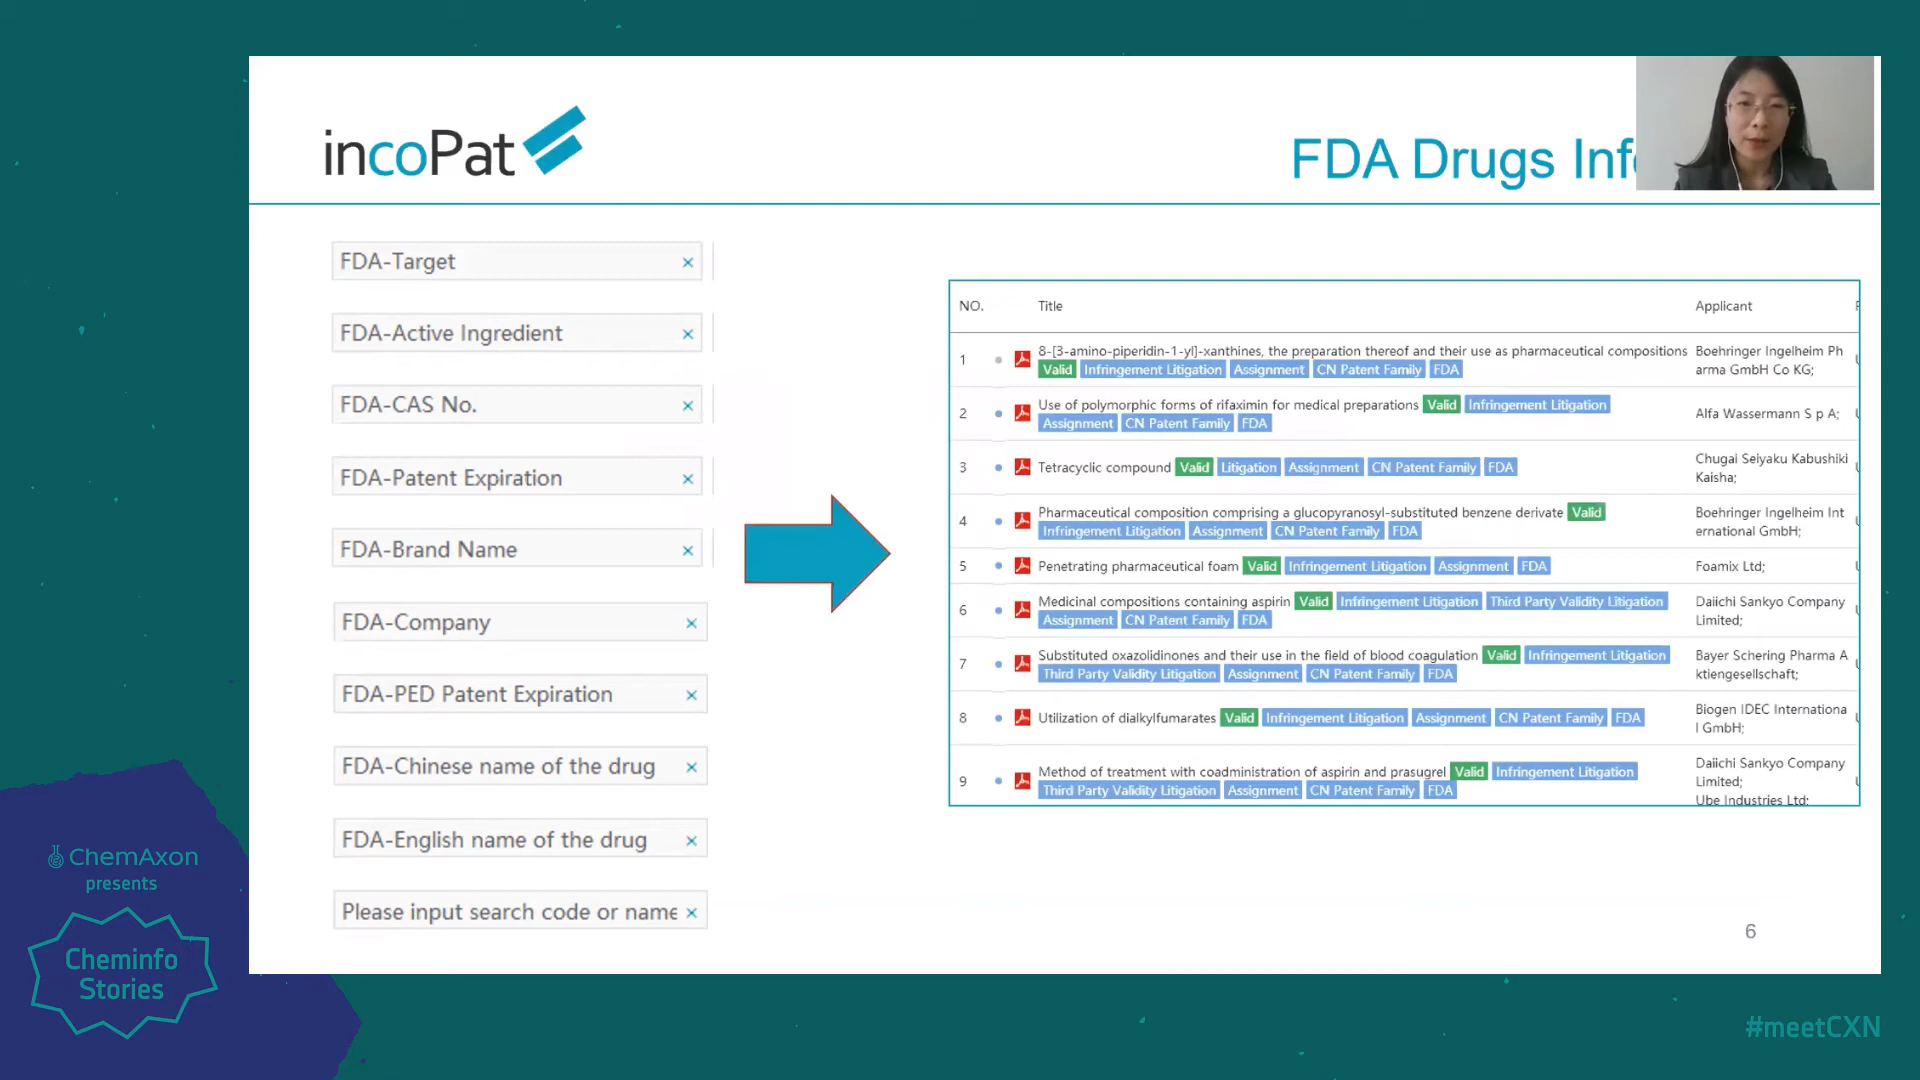 incoPat
FDA Drugs Inf
FDA-Target ×
FDA-Active Ingredient ×
FDA-CAS No. ×
FDA-Patent Expiration ×
FDA-Brand Name ×
FDA-Company ×
FDA-PED Patent Expiration ×
FDA-Chinese name of the drug ×
FDA-English name of the drug ×
Please input search code or name ×
NO. Title Applicant
1 8-[3-amino-piperidin-1-yl]-xanthines, the preparation thereof and their use as pharmaceutical compositions Boehringer Ingelheim Ph
Valid Infringement Litigation Assignment CN Patent Family FDA arma GmbH Co KG;
2 Use of polymorphic forms of rifaximin for medical preparations Valid Infringement Litigation Alfa Wassermann S p A;
Assignment CN Patent Family FDA
3 Tetracyclic compound Valid Litigation Assignment CN Patent Family FDA Chugai Seiyaku Kabushiki
Kaisha;
4 Pharmaceutical composition comprising a glucopyranosyl-substituted benzene derivate Valid Boehringer Ingelheim Int
Infringement Litigation Assignment CN Patent Family FDA ernational GmbH;
5 Penetrating pharmaceutical foam Valid Infringement Litigation Assignment FDA Foamix Ltd;
6 Medicinal compositions containing aspirin Valid Infringement Litigation Third Party Validity Litigation Daiichi Sankyo Company
Assignment CN Patent Family FDA Limited;
7 Substituted oxazolidinones and their use in the field of blood coagulation Valid Infringement Litigation Bayer Schering Pharma A
Third Party Validity Litigation Assignment CN Patent Family FDA ktiengesellschaft;
8 Utilization of dialkylfumarates Valid Infringement Litigation Assignment CN Patent Family FDA Biogen IDEC Internationa
l GmbH;
9 Method of treatment with coadministration of aspirin and prasugrel Valid Infringement Litigation Daiichi Sankyo Company
Third Party Validity Litigation Assignment CN Patent Family FDA Limited;
Ube Industries Ltd;
6
ChemAxon
presents
Cheminfo
Stories
#meetCXN